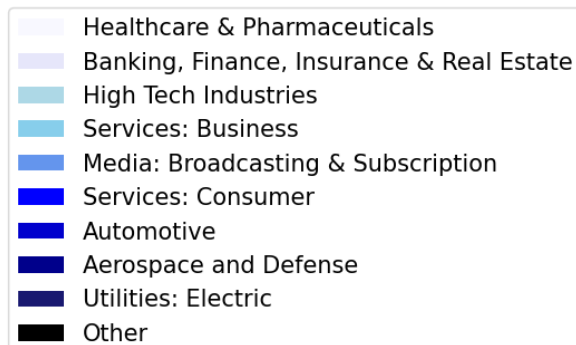 Healthcare & Pharmaceuticals
Banking, Finance, Insurance & Real Estate
High Tech Industries
Services: Business
Media: Broadcasting & Subscription
Services: Consumer
Automotive
Aerospace and Defense
Utilities: Electric
Other